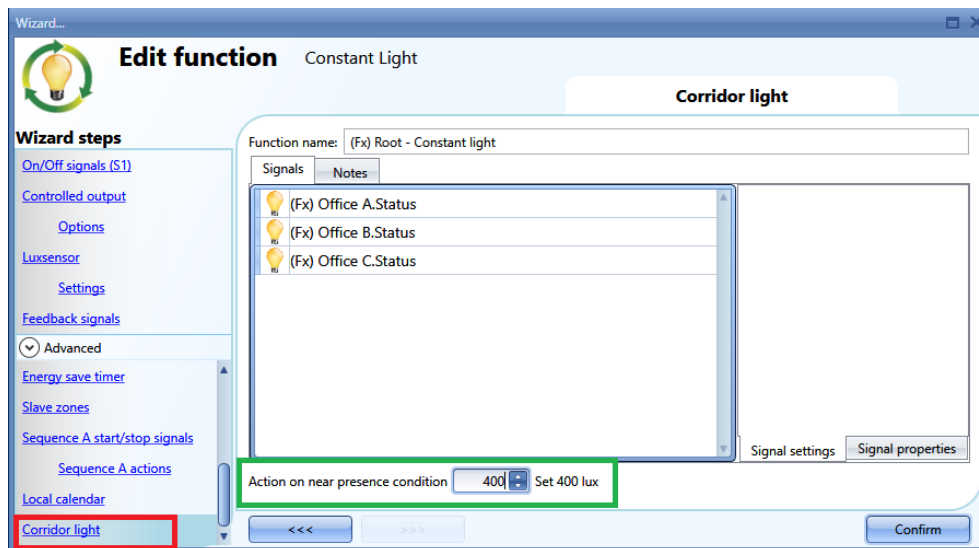 Wizard...
Edit function Constant Light
Corridor light
Wizard steps
On/Off signals (S1)
Controlled output
Options
Luxsensor
Settings
Feedback signals
Advanced
Energy save timer
Slave zones
Sequence A start/stop signals
Sequence A actions
Local calendar
Corridor light
Function name: (Fx) Root - Constant light
Signals Notes
(Fx) Office A.Status
(Fx) Office B.Status
(Fx) Office C.Status
Signal settings Signal properties
Action on near presence condition 400 Set 400 lux
<<< >>> Confirm